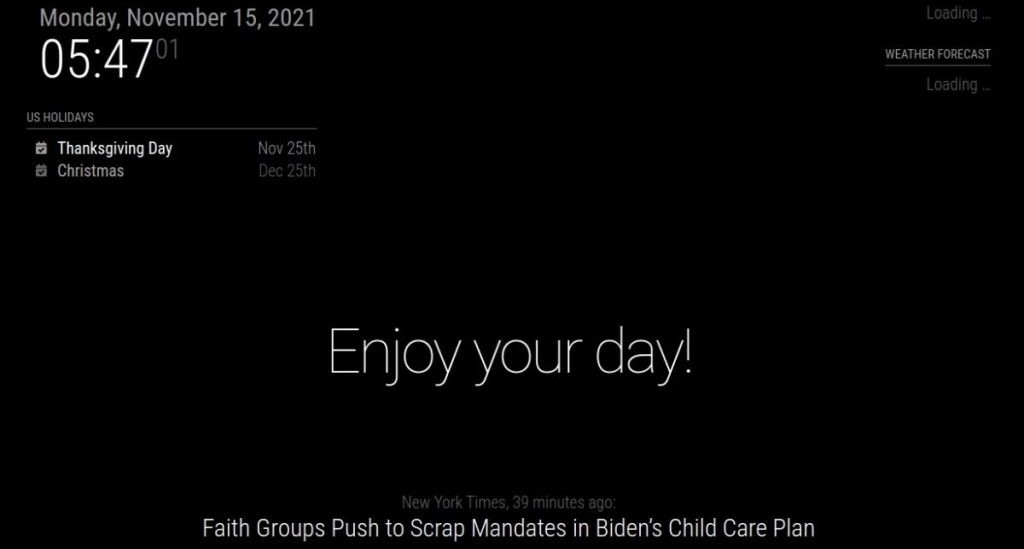 Monday, November 15, 2021
05:4701
US HOLIDAYS
Thanksgiving Day Nov 25th
Christmas Dec 25th
Loading ...
WEATHER FORECAST
Loading ...
Enjoy your day!
New York Times, 39 minutes ago:
Faith Groups Push to Scrap Mandates in Biden’s Child Care Plan